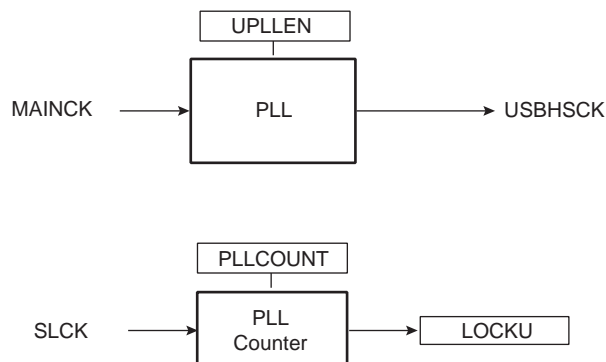 UPLLEN
MAINCK
PLL
USBHSCK
PLLCOUNT
SLCK
PLL
Counter
LOCKU